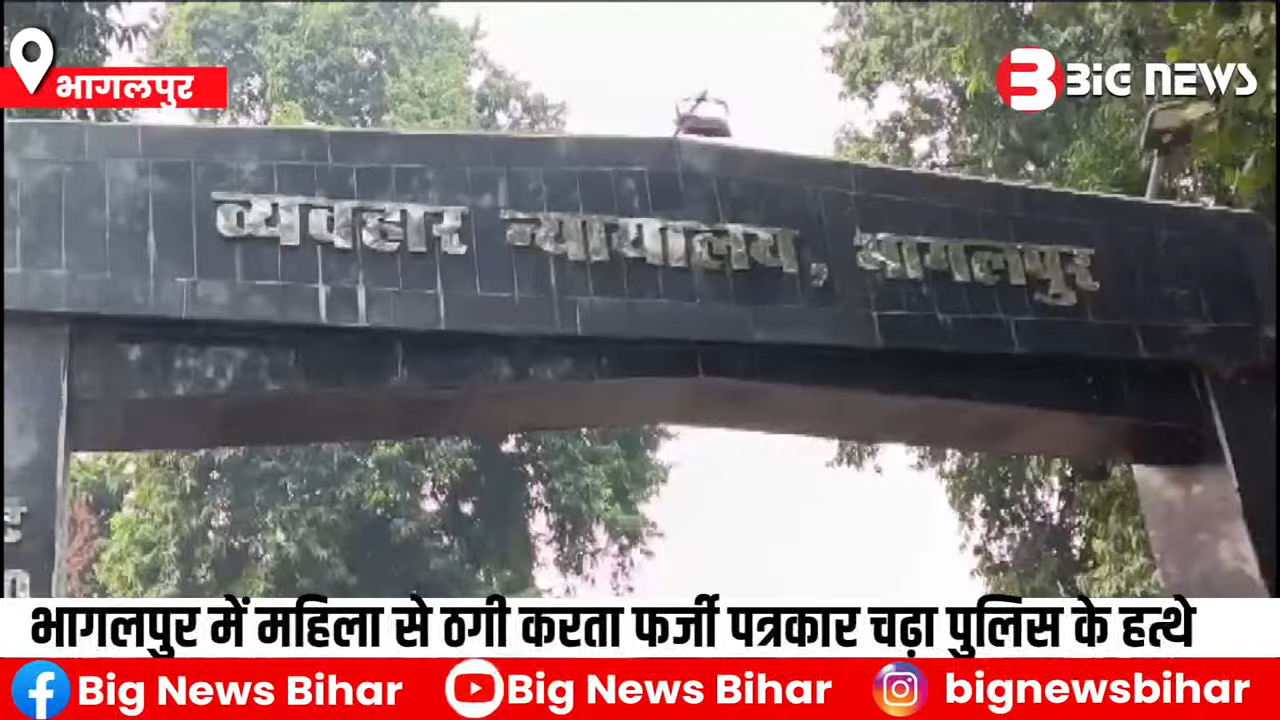 भागलपुर
BIG NEWS
व्यवहार न्यायालय, भागलपुर
भागलपुर में महिला से ठगी करता फर्जी पत्रकार चढ़ा पुलिस के हत्थे
Big News Bihar
Big News Bihar
bignewsbihar